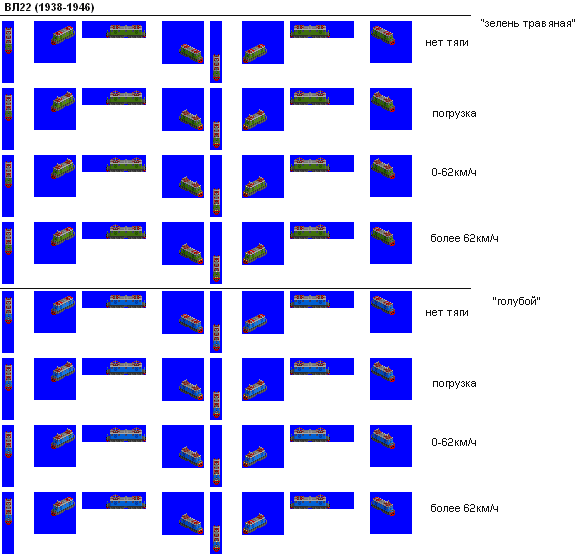 ВЛ22 (1938-1946)
"зелень травяная"
нет тяги
погрузка
0-62км/ч
более 62км/ч
"голубой"
нет тяги
погрузка
0-62км/ч
более 62км/ч